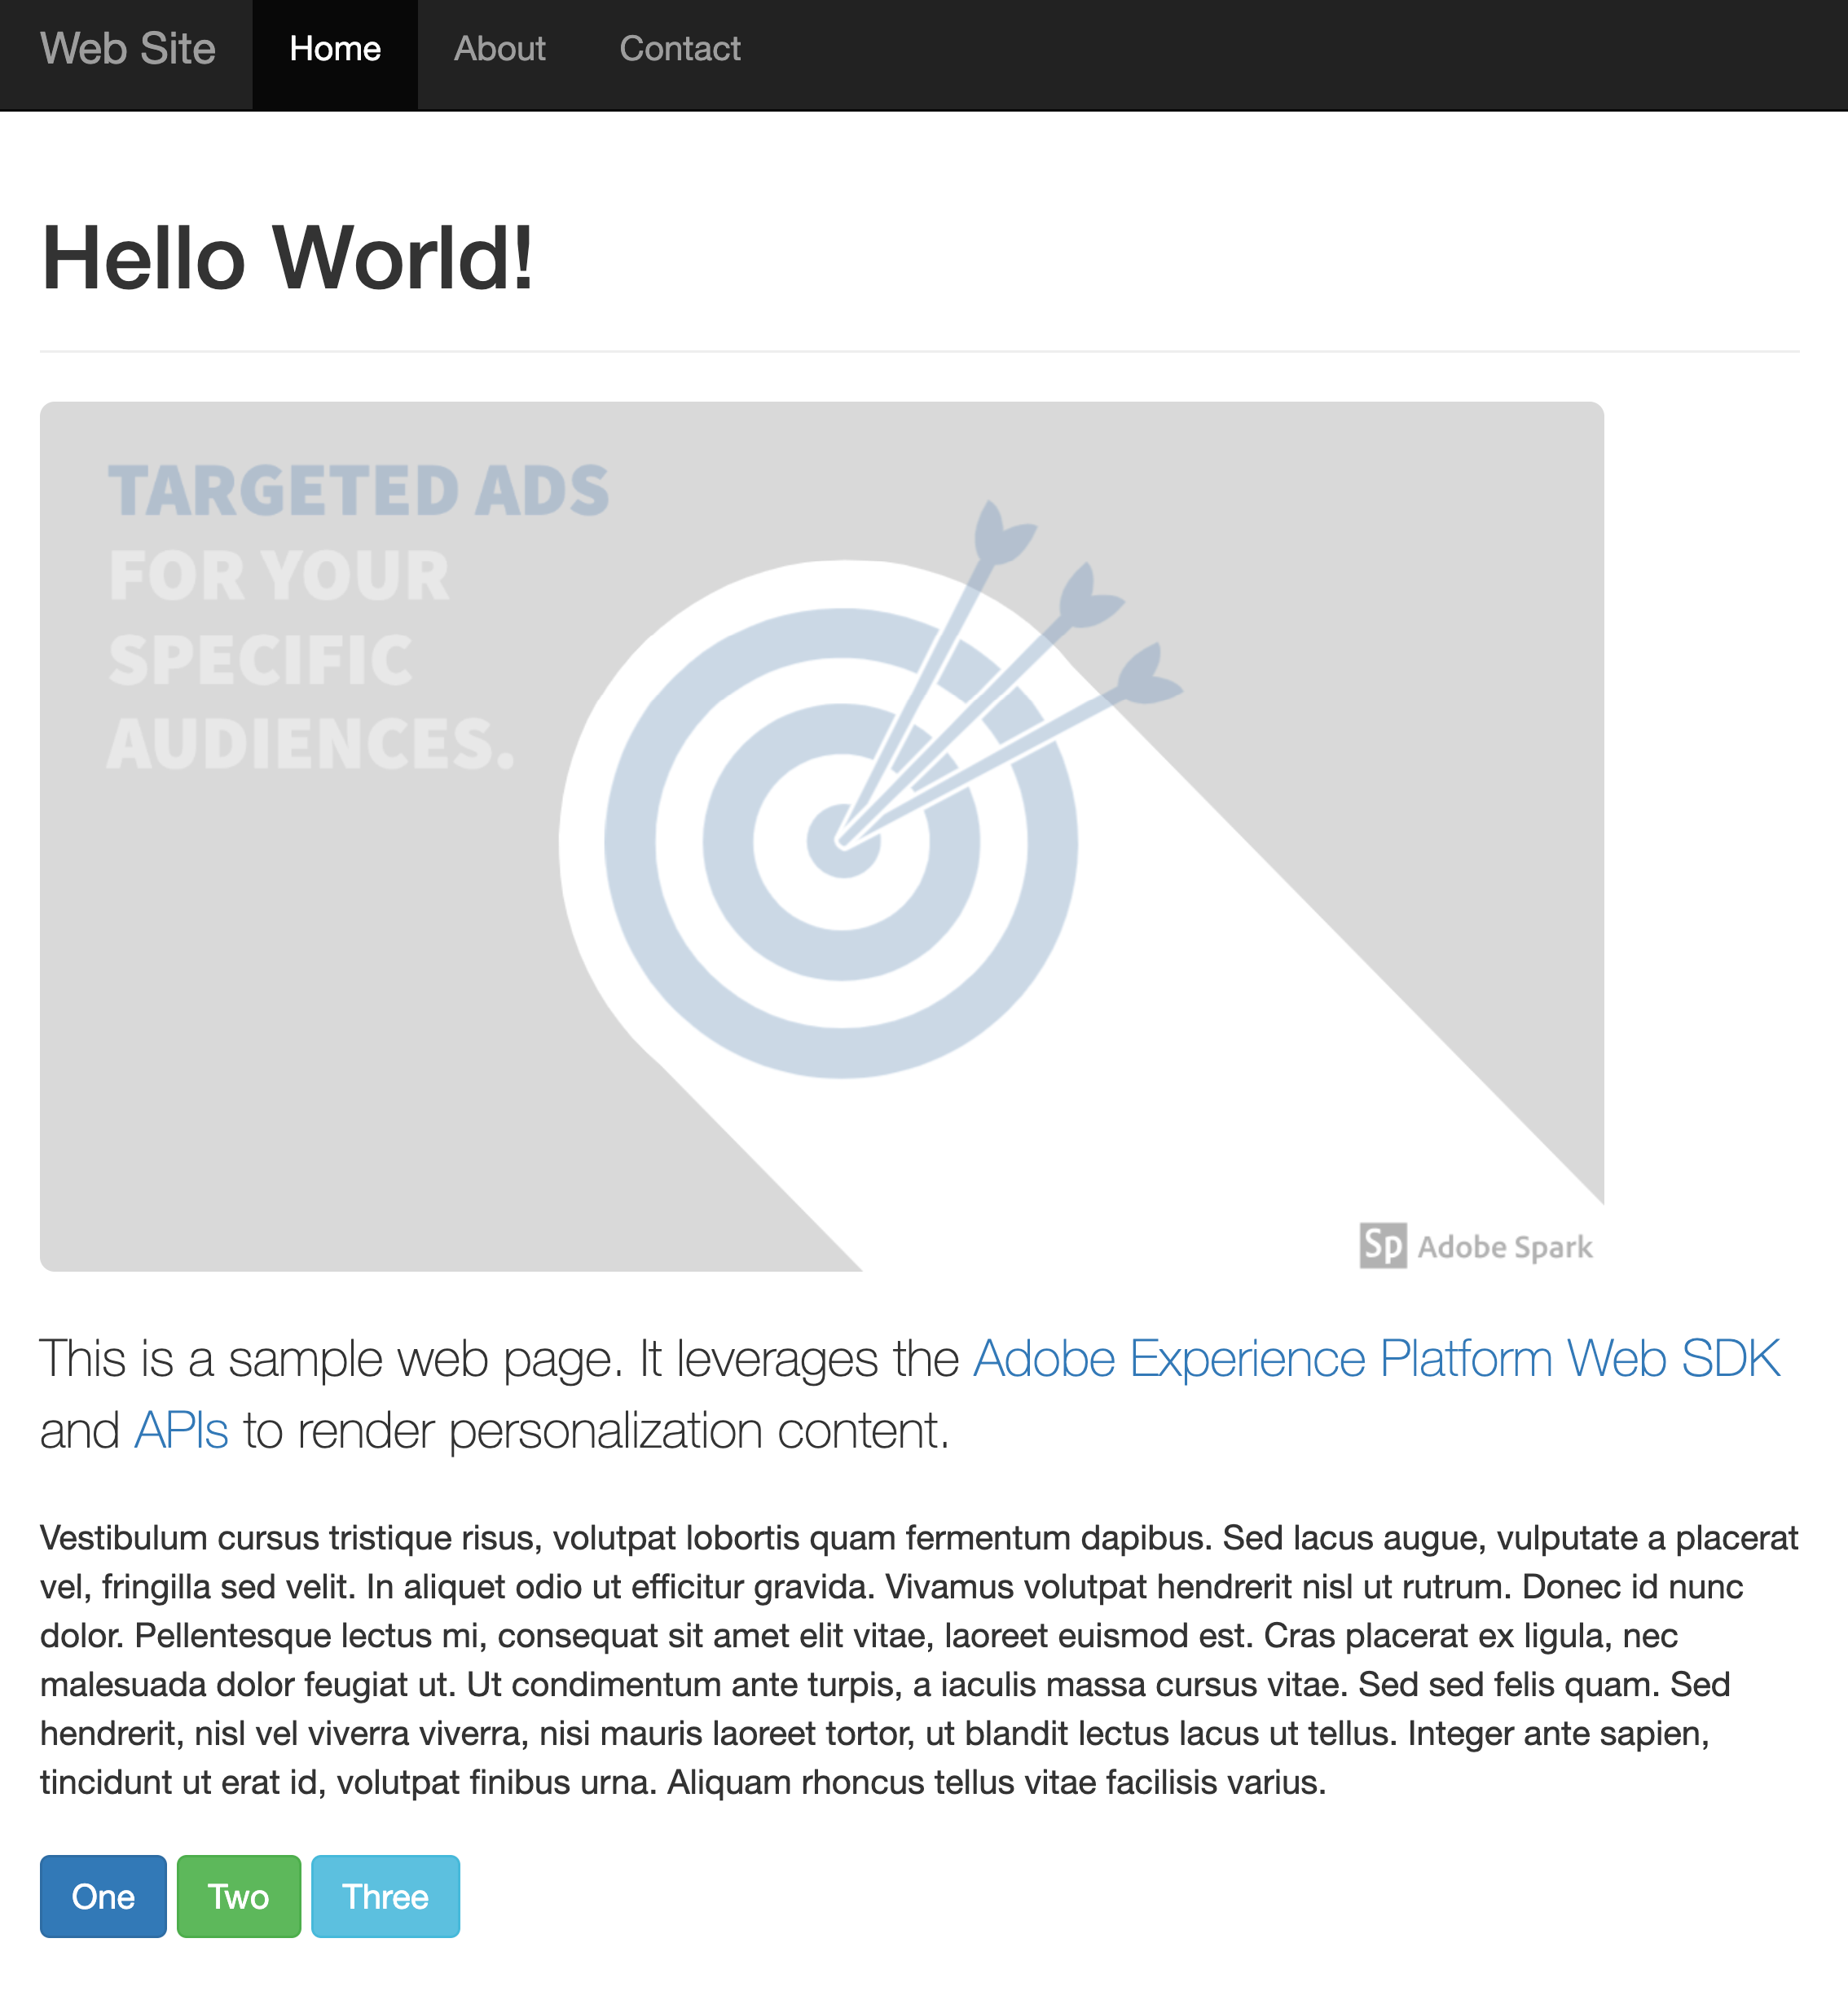 Web Site Home About Contact
Hello World!
TARGETED ADS
FOR YOUR
SPECIFIC
AUDIENCES.
Sp Adobe Spark
This is a sample web page. It leverages the Adobe Experience Platform Web SDK
and APIs to render personalization content.
Vestibulum cursus tristique risus, volutpat lobortis quam fermentum dapibus. Sed lacus augue, vulputate a placerat
vel, fringilla sed velit. In aliquet odio ut efficitur gravida. Vivamus volutpat hendrerit nisl ut rutrum. Donec id nunc
dolor. Pellentesque lectus mi, consequat sit amet elit vitae, laoreet euismod est. Cras placerat ex ligula, nec
malesuada dolor feugiat ut. Ut condimentum ante turpis, a iaculis massa cursus vitae. Sed sed felis quam. Sed
hendrerit, nisl vel viverra viverra, nisi mauris laoreet tortor, ut blandit lectus lacus ut tellus. Integer ante sapien,
tincidunt ut erat id, volutpat finibus urna. Aliquam rhoncus tellus vitae facilisis varius.
One Two Three